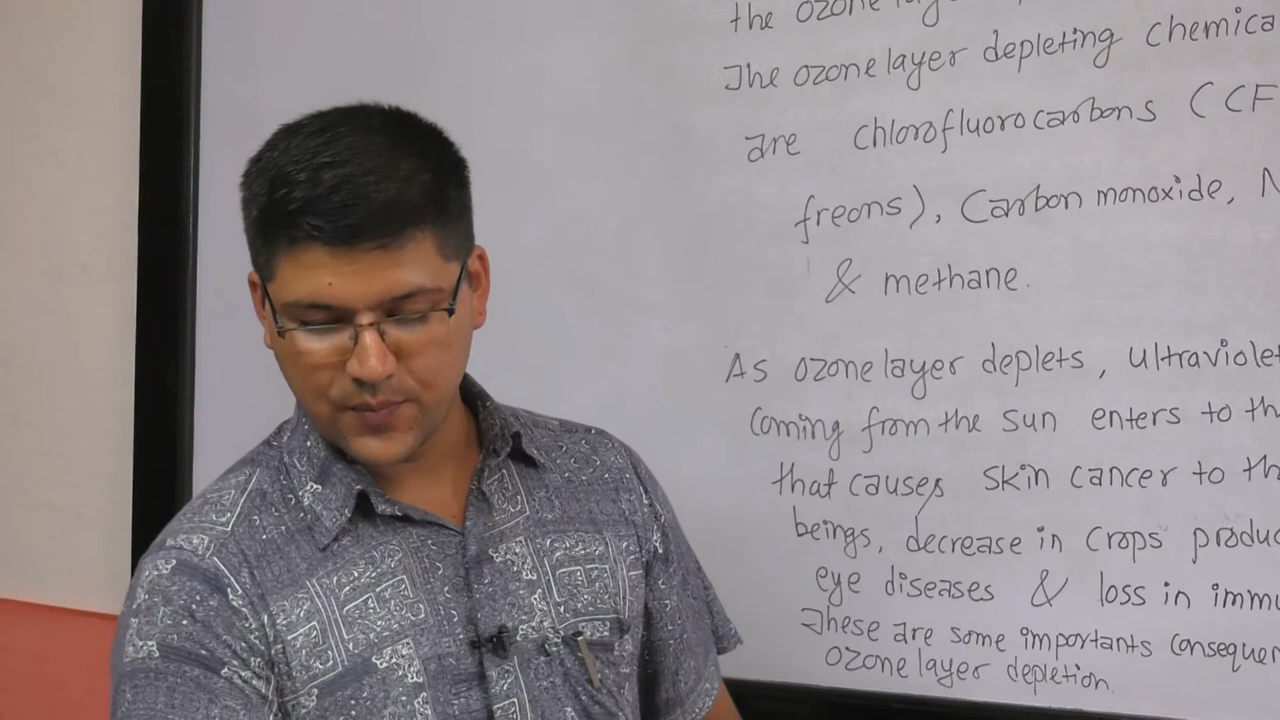 the ozone
The ozone layer depleting chemica
are chlorofluorocarbons (CF
freons), Carbon monoxide, N
& methane.
As ozone layer deplets, ultraviole
Coming from the sun enters to th
that causes skin cancer to th
beings, decrease in crops produc
eye diseases & loss in immu
These are some importants consequen
ozone layer depletion.